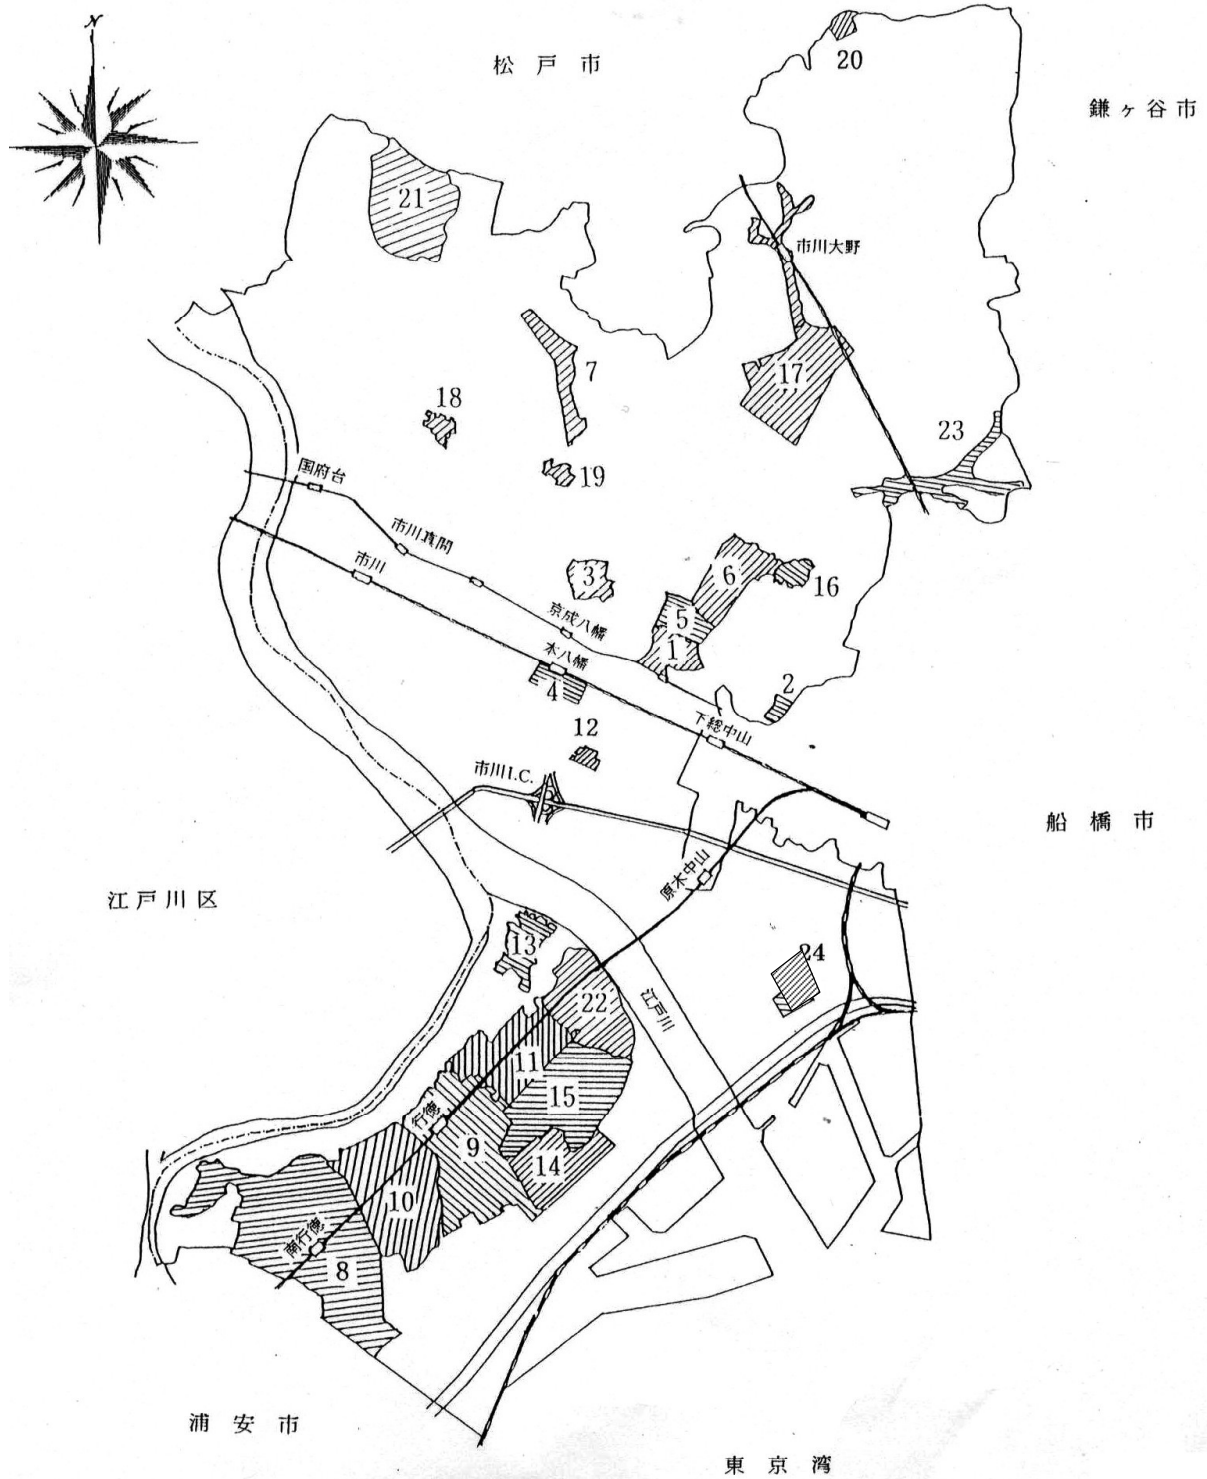 N
松戸市
20
鎌ヶ谷市
21
市川大野
7
17
18
23
19
国府台
市川真間
市川
3
6
16
5
京成八幡
1
本八幡
4
2
下総中山
12
市川I.C.
船橋市
原木中山
江戸川区
13
24
22
江戸川
11
15
行徳
9
14
10
南行徳
8
浦安市
東京湾